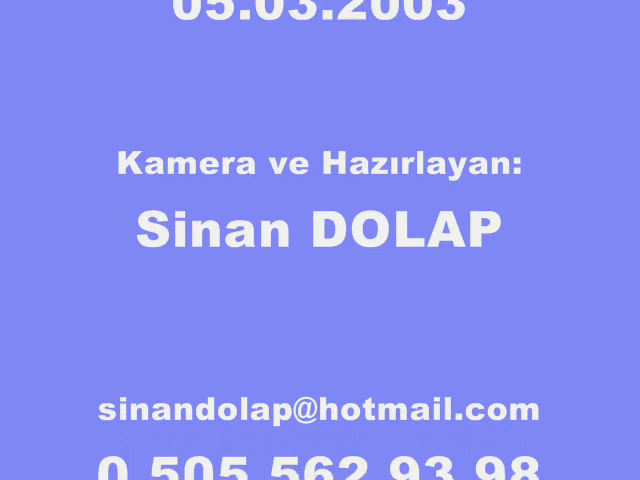 05.03.2003
Kamera ve Hazırlayan:
Sinan DOLAP
sinandolap@hotmail.com
0 505 562 93 98